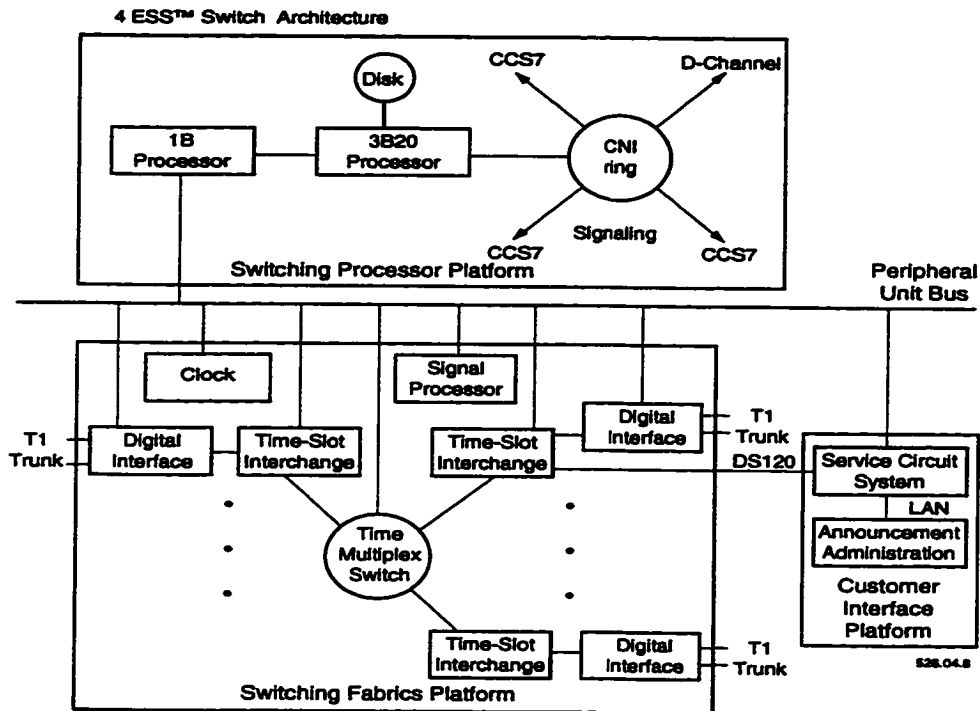 4 ESS™ Switch Architecture
CCS7
D-Channel
Disk
1B
Processor
3B20
Processor
CNI
ring
CCS7
Signaling
CCS7
Switching Processor Platform
Peripheral
Unit Bus
Clock
Signal
Processor
T1
Trunk
Digital
Interface
Time-Slot
Interchange
Time-Slot
Interchange
Digital
Interface
T1
Trunk
DS120
Service Circuit
System
LAN
Announcement
Administration
Customer
Interface
Platform
Time
Multiplex
Switch
Time-Slot
Interchange
Digital
Interface
T1
Trunk
Switching Fabrics Platform